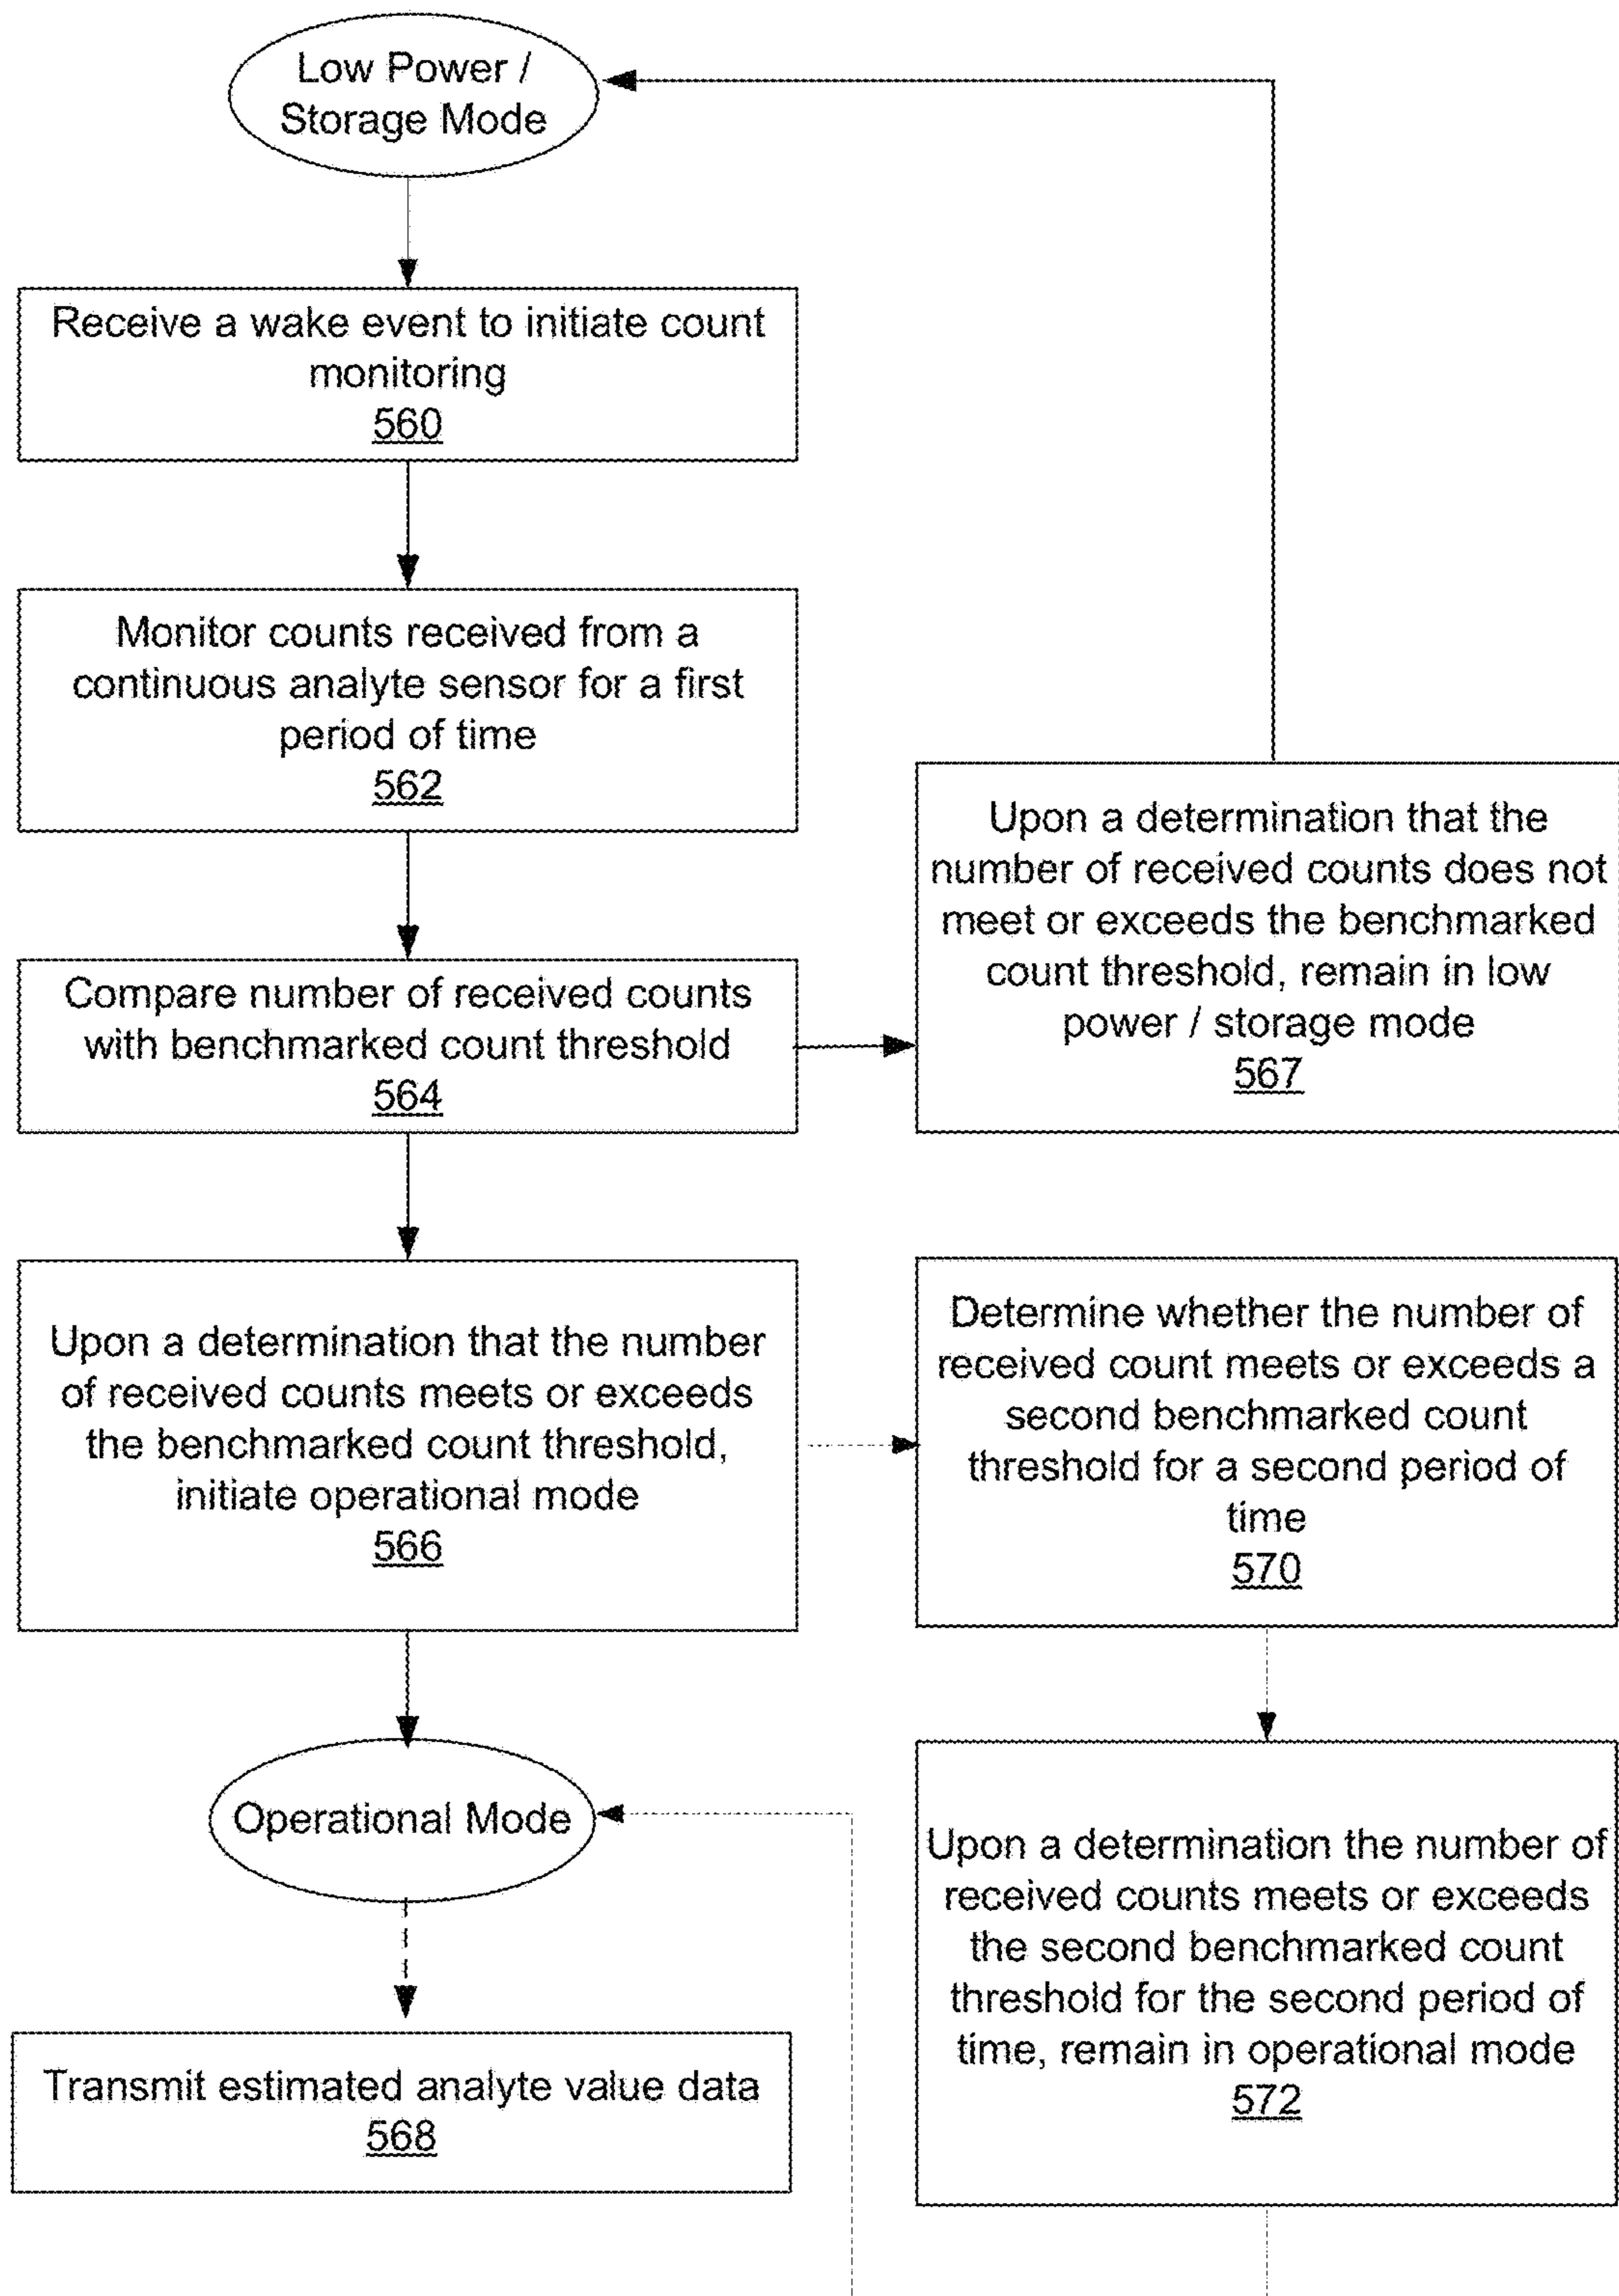 Low Power /
Storage Mode
Receive a wake event to initiate count
monitoring
560
Monitor counts received from a
continuous analyte sensor for a first
period of time
562
Compare number of received counts
with benchmarked count threshold
564
Upon a determination that the
number of received counts does not
meet or exceeds the benchmarked
count threshold, remain in low
power / storage mode
567
Upon a determination that the number
of received counts meets or exceeds
the benchmarked count threshold,
initiate operational mode
566
Determine whether the number of
received count meets or exceeds a
second benchmarked count
threshold for a second period of
time
570
Operational Mode
Upon a determination the number of
received counts meets or exceeds
the second benchmarked count
threshold for the second period of
time, remain in operational mode
572
Transmit estimated analyte value data
568